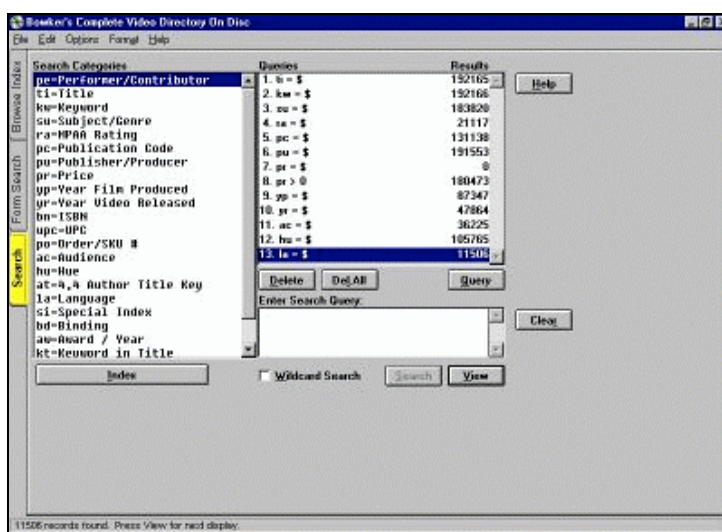 Bowker's Complete Video Directory On Disc
File Edit Options Format Help
Browse Index
Form Search
Search
Search Categories
pe=Performer/Contributor
ti=Title
kw=Keyword
su=Subject/Genre
ra=MPAA Rating
pc=Publication Code
pu=Publisher/Producer
pr=Price
yp=Year Film Produced
yr=Year Video Released
bn=ISBN
upc=UPC
po=Order/SKU #
ac=Audience
hu=Hue
at=4,4 Author Title Key
la=Language
si=Special Index
bd=Binding
aw=Award / Year
kt=Keyword in Title
Index
Queries Results
1. ti = $ 192165
2. kw = $ 192166
3. su = $ 183820
4. ra = $ 21117
5. pc = $ 131138
6. pu = $ 191553
7. pr = $ 0
8. pr > 0 180473
9. yp = $ 87347
10. yr = $ 47864
11. ac = $ 36225
12. hu = $ 105765
13. la = $ 11506
Delete Del All Query
Enter Search Query:
Wildcard Search Search View
Help
Clear
11506 records found. Press View for next display.